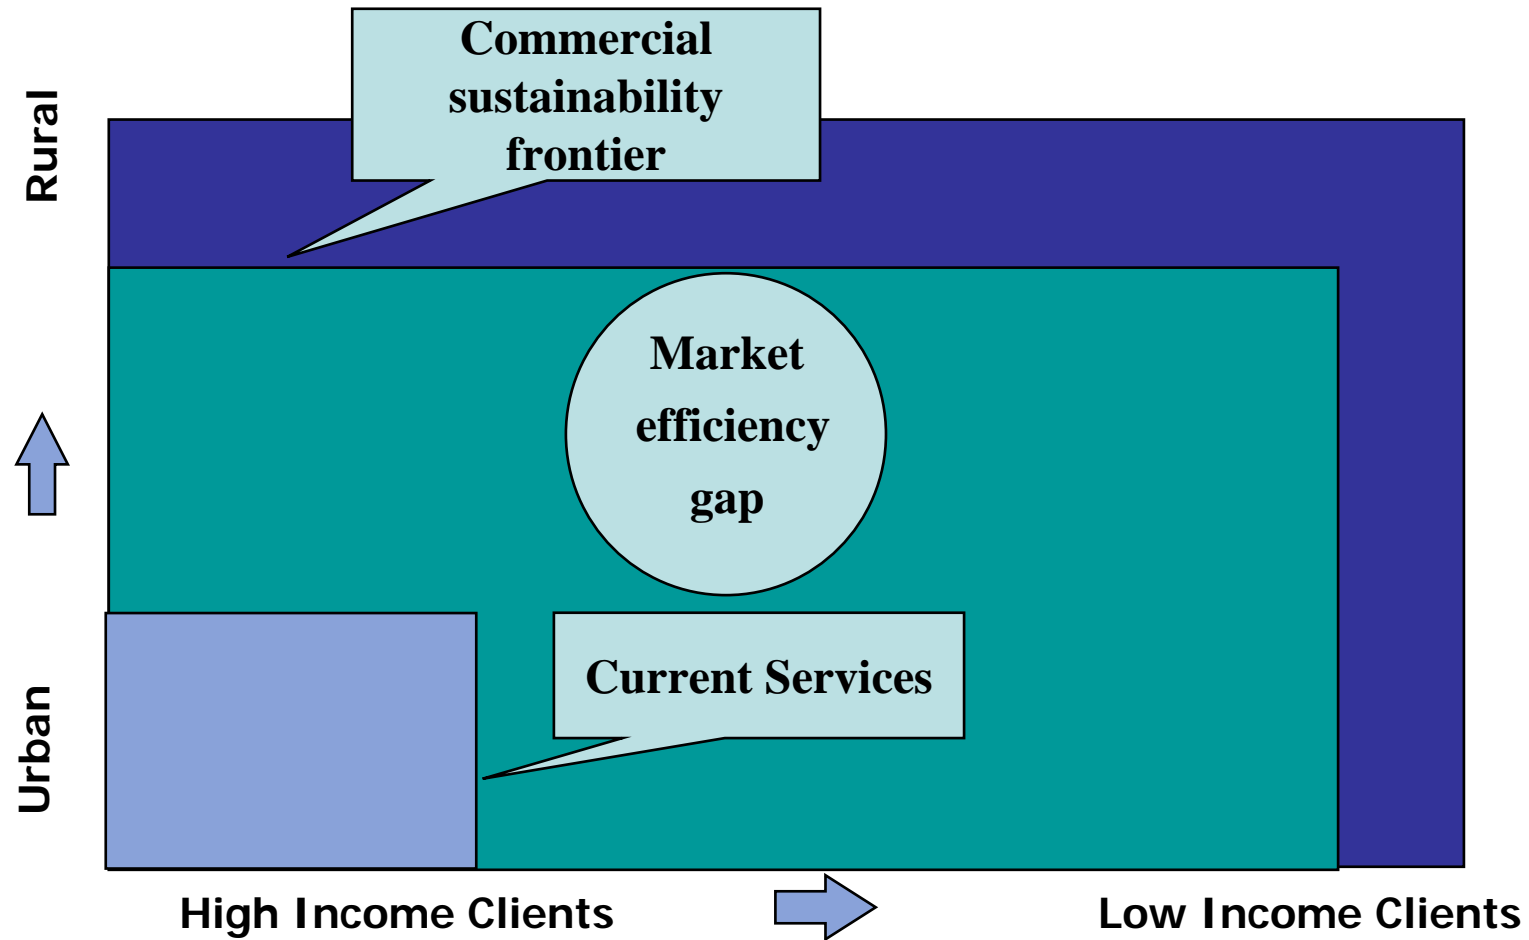 Commercial
sustainability
frontier
Rural
Market
efficiency
gap
Current Services
Urban
High Income Clients
Low Income Clients